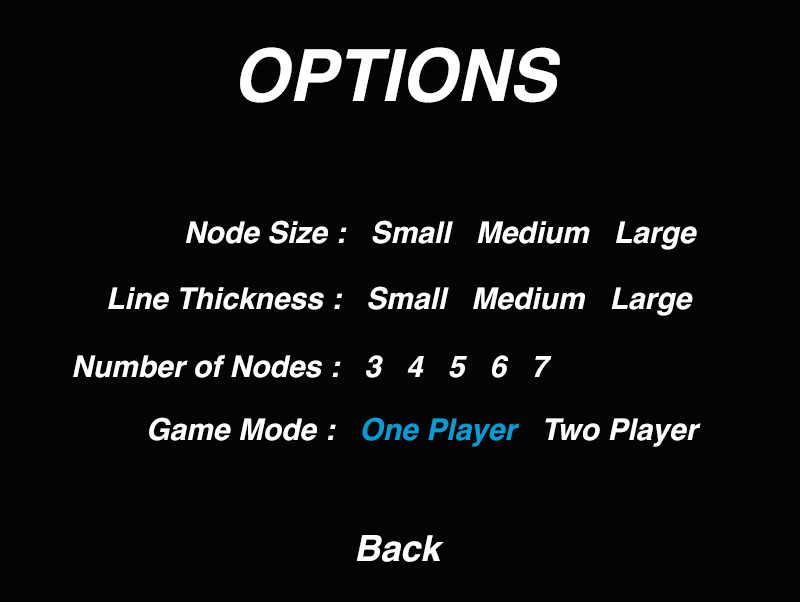 OPTIONS
Node Size : Small Medium Large
Line Thickness : Small Medium Large
Number of Nodes : 3 4 5 6 7
Game Mode : One Player Two Player
Back